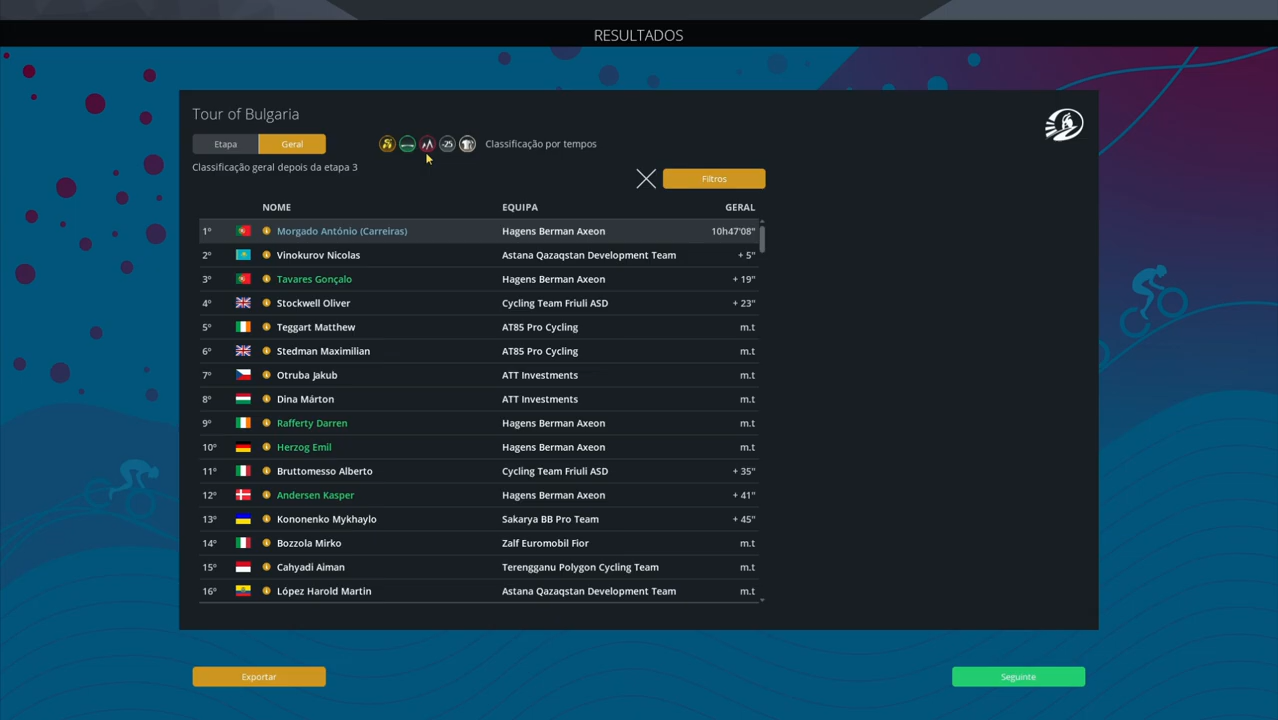 RESULTADOS
Tour of Bulgaria
Etapa Geral -25 Classificação por tempos
Classificação geral depois da etapa 3
Filtros
NOME EQUIPA GERAL
1º Morgado António (Carreiras) Hagens Berman Axeon 10h47'08"
2º Vinokurov Nicolas Astana Qazaqstan Development Team + 5"
3º Tavares Gonçalo Hagens Berman Axeon + 19"
4º Stockwell Oliver Cycling Team Friuli ASD + 23"
5º Teggart Matthew AT85 Pro Cycling m.t
6º Stedman Maximilian AT85 Pro Cycling m.t
7º Otruba Jakub ATT Investments m.t
8º Dina Márton ATT Investments m.t
9º Rafferty Darren Hagens Berman Axeon m.t
10º Herzog Emil Hagens Berman Axeon m.t
11º Bruttomesso Alberto Cycling Team Friuli ASD + 35"
12º Andersen Kasper Hagens Berman Axeon + 41"
13º Kononenko Mykhaylo Sakarya BB Pro Team + 45"
14º Bozzola Mirko Zalf Euromobil Fior m.t
15º Cahyadi Aiman Terengganu Polygon Cycling Team m.t
16º López Harold Martin Astana Qazaqstan Development Team m.t
Exportar Seguinte